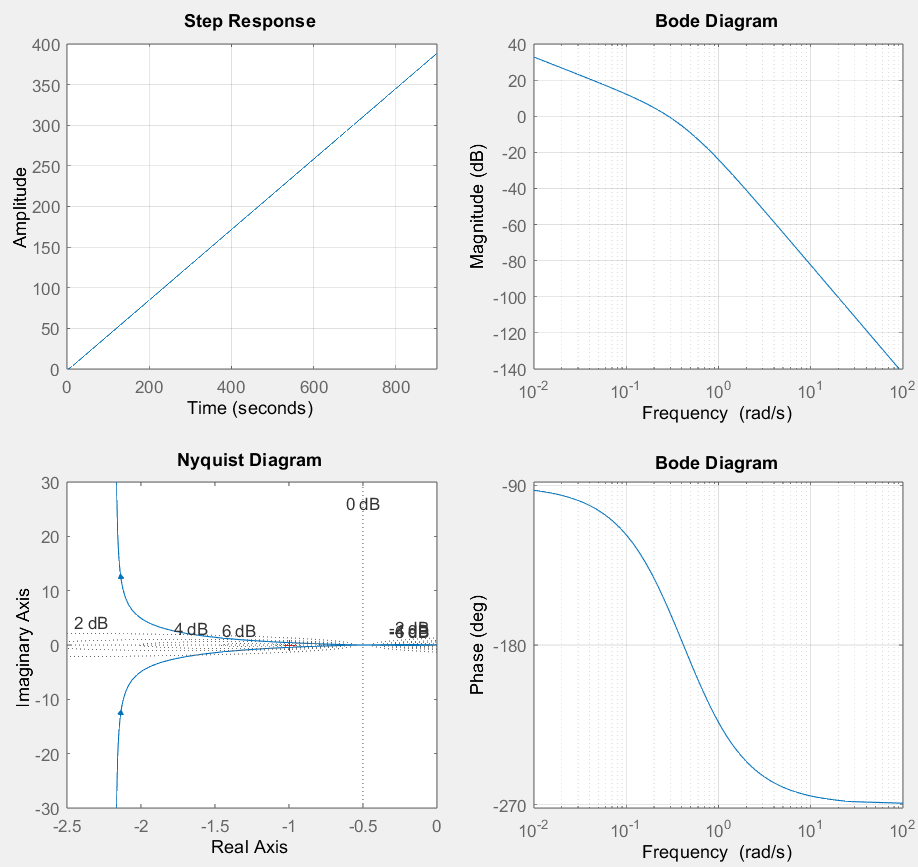 Step Response
Amplitude
400
350
300
250
200
150
100
50
0
0 200 400 600 800
Time (seconds)
Bode Diagram
Magnitude (dB)
40
20
0
-20
-40
-60
-80
-100
-120
-140
10^-2 10^-1 10^0 10^1 10^2
Frequency (rad/s)
Nyquist Diagram
Imaginary Axis
30
20
10
0
-10
-20
-30
0 dB
2 dB
4 dB
6 dB
-2.5 -2 -1.5 -1 -0.5 0
Real Axis
Bode Diagram
Phase (deg)
-90
-180
-270
10^-2 10^-1 10^0 10^1 10^2
Frequency (rad/s)